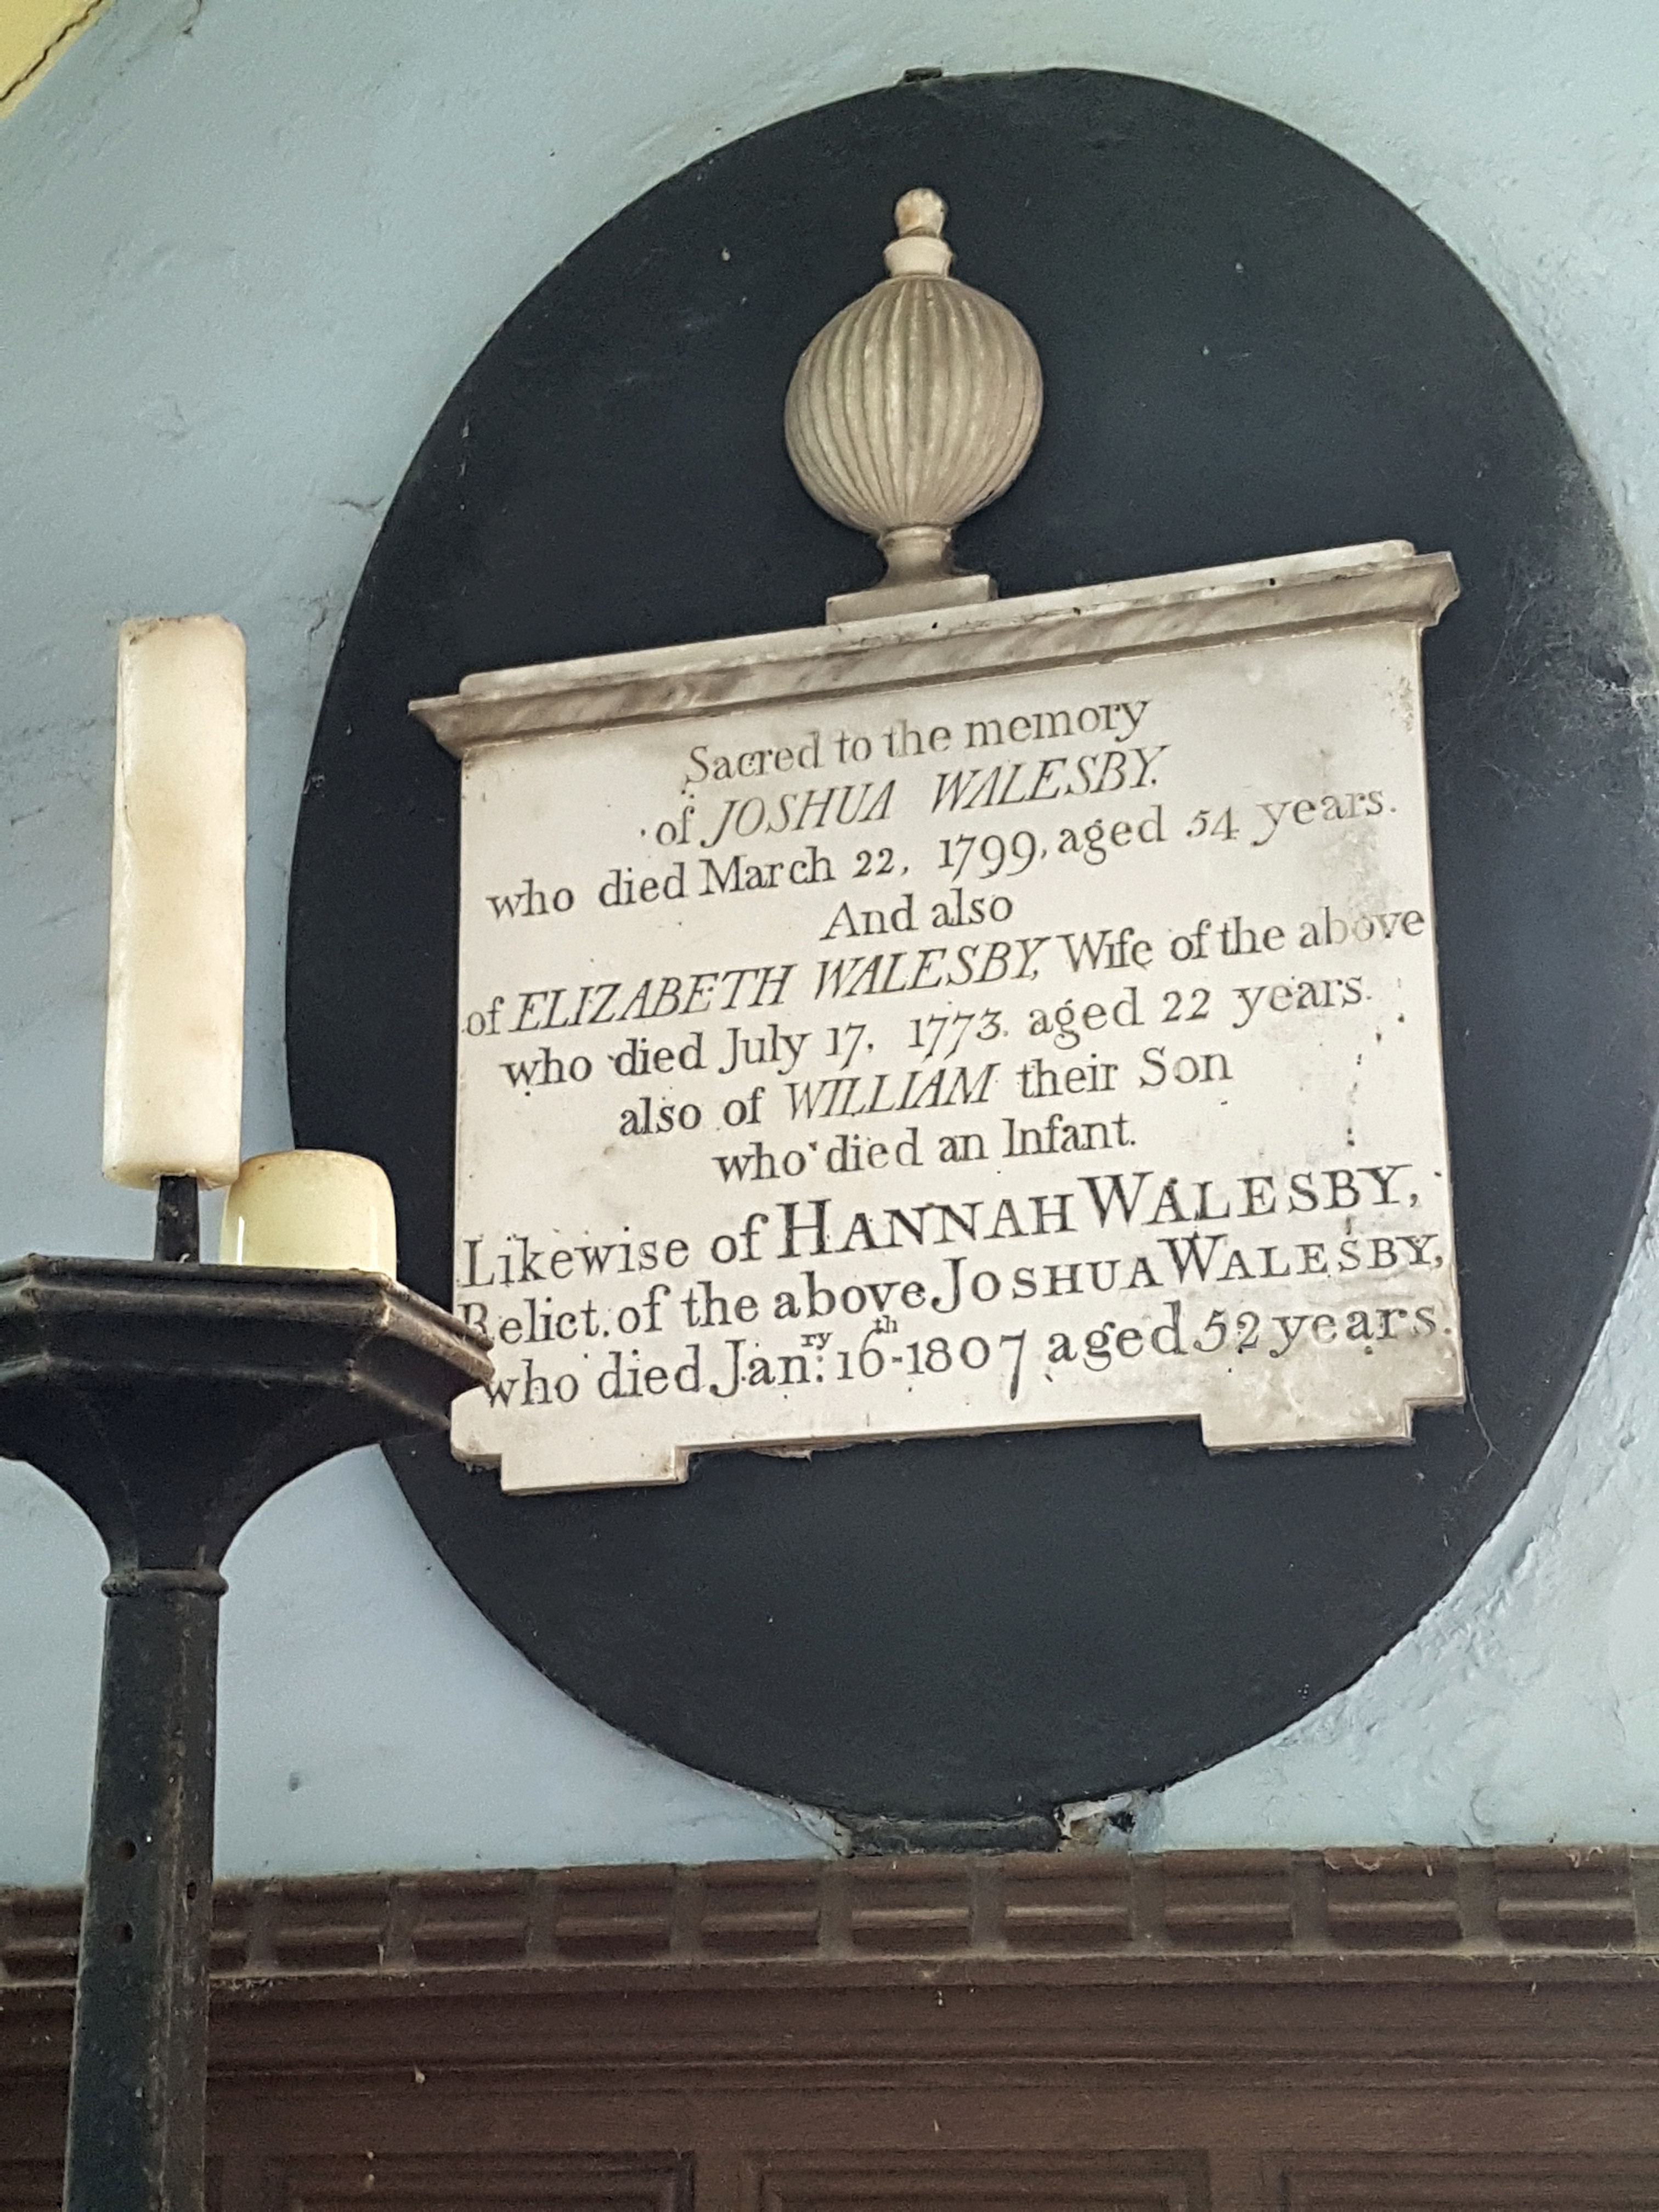 Sacred to the memory
of JOSHUA WALESBY.
who died March 22, 1799, aged 54 years.
And also
of ELIZABETH WALESBY, Wife of the above
who died July 17, 1773. aged 22 years.
also of WILLIAM their Son
who died an Infant.
Likewise of HANNAH WALESBY,
Relict of the above JOSHUA WALESBY,
who died Jan:ry 16th 1807 aged 52 years.